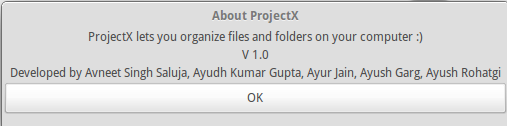 About ProjectX
ProjectX lets you organize files and folders on your computer :)
V 1.0
Developed by Avneet Singh Saluja, Ayudh Kumar Gupta, Ayur Jain, Ayush Garg, Ayush Rohatgi
OK